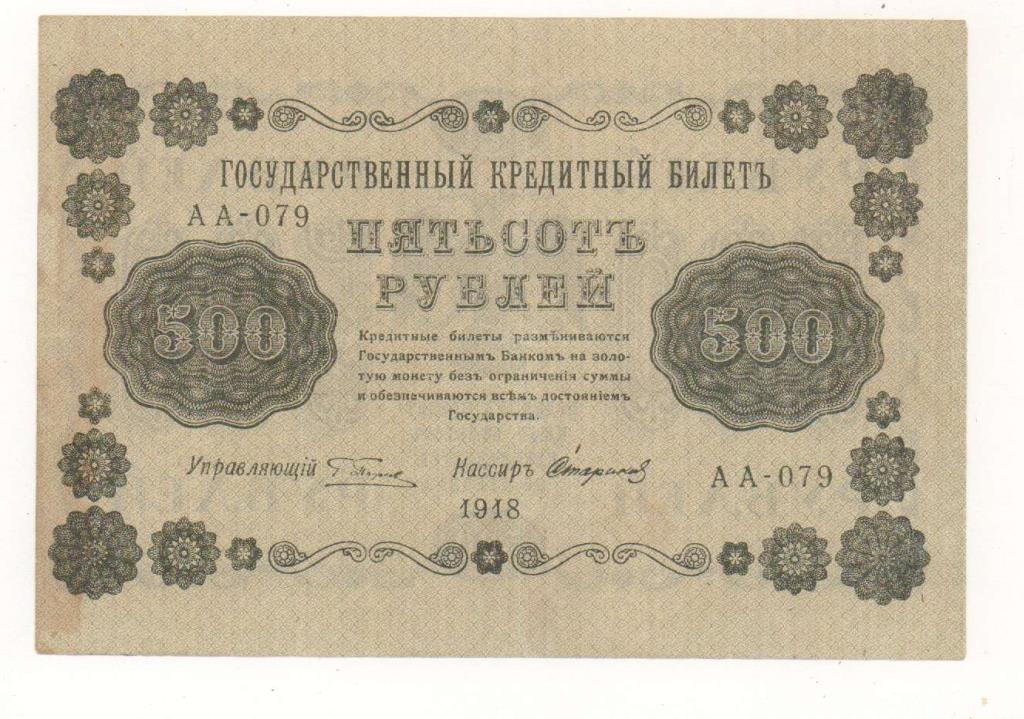 ГОСУДАРСТВЕННЫЙ КРЕДИТНЫЙ БИЛЕТЪ
АА-079
ПЯТЬСОТЪ
РУБЛЕЙ
500
500
Кредитные билеты размѣниваются
Государственнымъ Банкомъ на золо-
тую монету безъ ограниченія суммы
и обезпечиваются всѣмъ достояніемъ
Государства.
Управляющій
Кассиръ
АА-079
1918